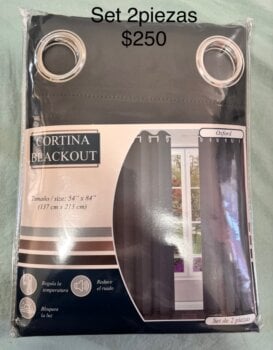 Set 2piezas
$250
CORTINA
BLACKOUT
Oxford
Tamaño / size: 54" x 84"
(137 cm x 213 cm)
Regula la
temperatura
Reduce
el ruido
Bloquea
la luz
Set de 2 piezas